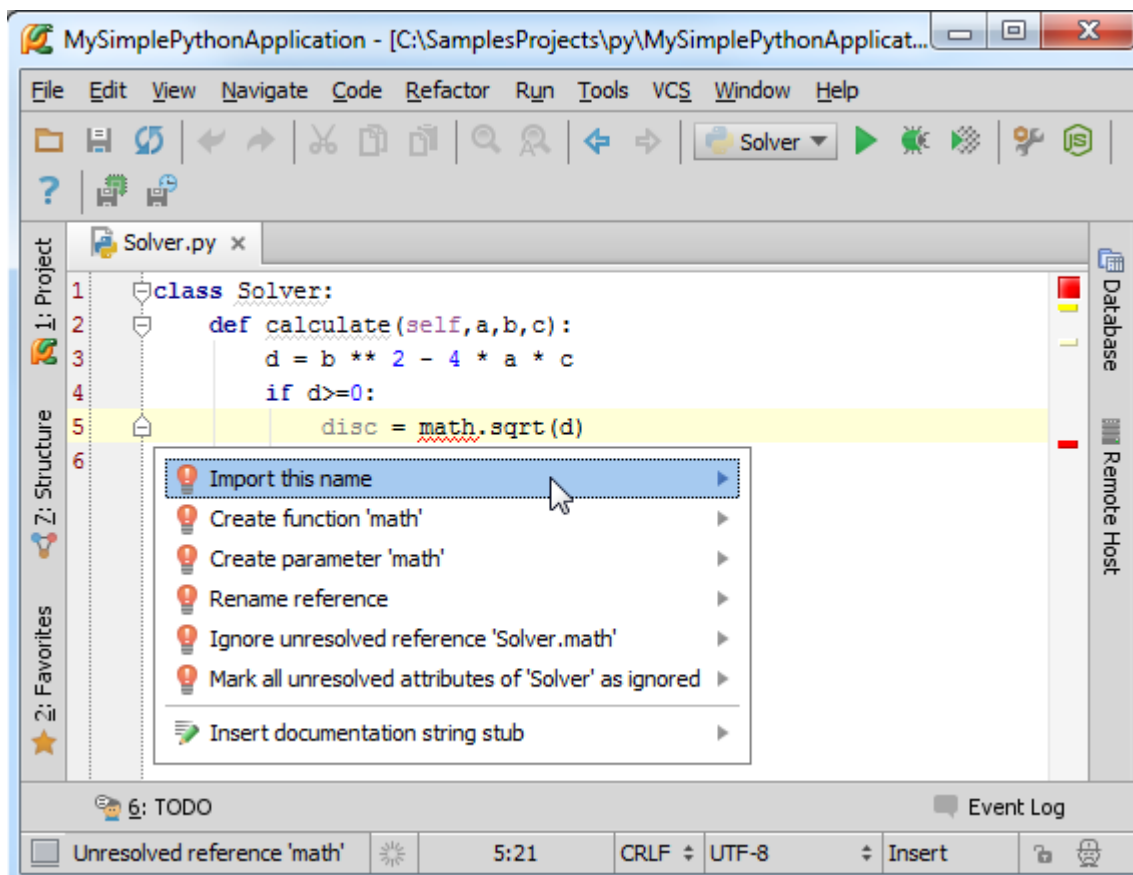 MySimplePythonApplication - [C:\SamplesProjects\py\MySimplePythonApplicat...
File Edit View Navigate Code Refactor Run Tools VCS Window Help
Solver
JS
?
Solver.py
1: Project
7: Structure
2: Favorites
1 class Solver:
2 def calculate(self,a,b,c):
3 d = b ** 2 - 4 * a * c
4 if d>=0:
5 disc = math.sqrt(d)
6
Import this name
Create function 'math'
Create parameter 'math'
Rename reference
Ignore unresolved reference 'Solver.math'
Mark all unresolved attributes of 'Solver' as ignored
Insert documentation string stub
Database
Remote Host
6: TODO
Event Log
Unresolved reference 'math' 5:21 CRLF UTF-8 Insert